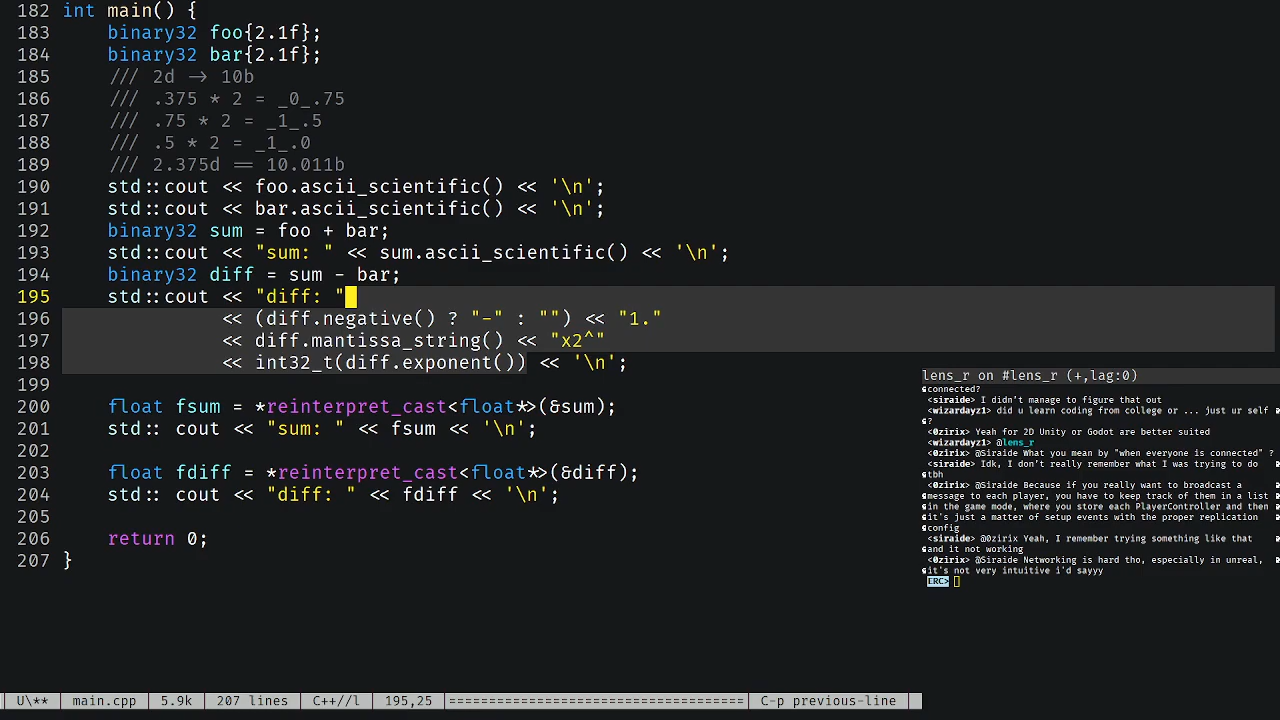 182 int main() {
183     binary32 foo{2.1f};
184     binary32 bar{2.1f};
185     /// 2d -> 10b
186     /// .375 * 2 = _0_.75
187     /// .75 * 2 = _1_.5
188     /// .5 * 2 = _1_.0
189     /// 2.375d == 10.011b
190     std::cout << foo.ascii_scientific() << '\n';
191     std::cout << bar.ascii_scientific() << '\n';
192     binary32 sum = foo + bar;
193     std::cout << "sum: " << sum.ascii_scientific() << '\n';
194     binary32 diff = sum - bar;
195     std::cout << "diff: "
196               << (diff.negative() ? "-" : "") << "1."
197               << diff.mantissa_string() << "x2^"
198               << int32_t(diff.exponent()) << '\n';
199
200     float fsum = *reinterpret_cast<float*>(&sum);
201     std:: cout << "sum: " << fsum << '\n';
202
203     float fdiff = *reinterpret_cast<float*>(&diff);
204     std:: cout << "diff: " << fdiff << '\n';
205
206     return 0;
207 }
lens_r on #lens_r (+,lag:0)
connected?
<siraide> I didn't manage to figure that out
<wizardayz1> did u learn coding from college or ... just ur self
?
<0zirix> Yeah for 2D Unity or Godot are better suited
<wizardayz1> @lens_r
<0zirix> @Siraide What you mean by "when everyone is connected" ?
<siraide> Idk, I don't really remember what I was trying to do
tbh
<0zirix> @Siraide Because if you really want to broadcast a
message to each player, you have to keep track of them in a list
in the game mode, where you store each PlayerController and then
it's just a matter of setup events with the proper replication
config
<siraide> @0zirix Yeah, I remember trying something like that
and it not working
<0zirix> @Siraide Networking is hard tho, especially in unreal,
it's not very intuitive i'd sayyy
ERC>
U\** main.cpp 5.9k 207 lines C++//l 195,25 ================================= C-p previous-line